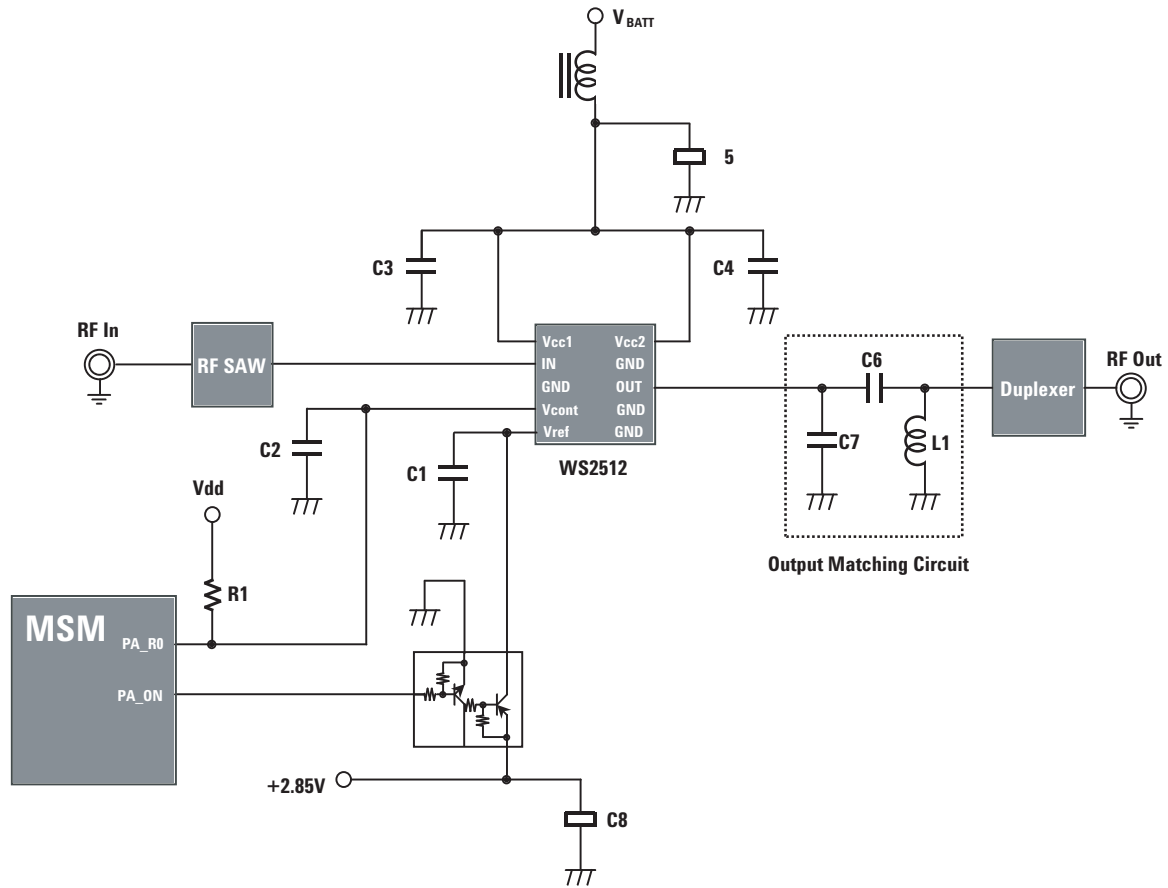 VBATT
5
C3
C4
RF In
RF SAW
Vcc1
Vcc2
IN
GND
GND
OUT
Vcont
GND
Vref
GND
WS2512
C6
C7
L1
Output Matching Circuit
Duplexer
RF Out
C2
C1
Vdd
R1
MSM
PA_R0
PA_ON
+2.85V
C8